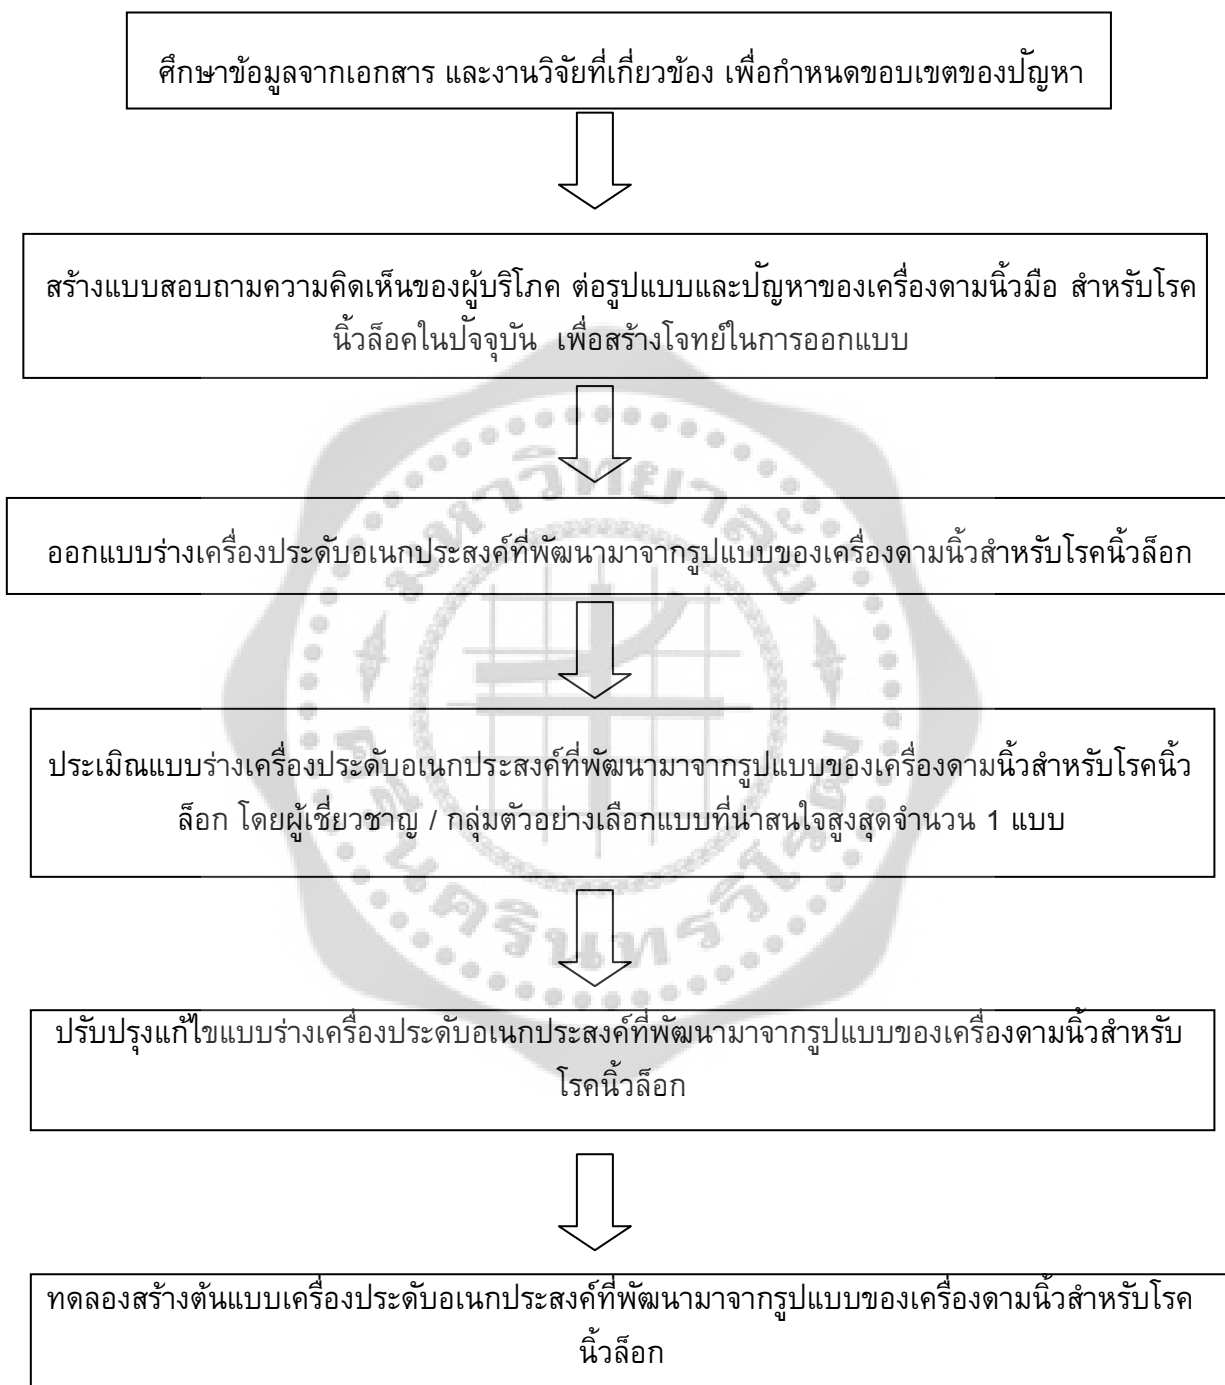 ศึกษาข้อมูลจากเอกสาร และงานวิจัยที่เกี่ยวข้อง เพื่อกำหนดขอบเขตของปัญหา
สร้างแบบสอบถามความคิดเห็นของผู้บริโภค ต่อรูปแบบและปัญหาของเครื่องดามนิ้วมือ สำหรับโรค
นิ้วล็อคในปัจจุบัน เพื่อสร้างโจทย์ในการออกแบบ
มหาวิทยาลัย
ออกแบบร่างเครื่องประดับอเนกประสงค์ที่พัฒนามาจากรูปแบบของเครื่องดามนิ้วสำหรับโรคนิ้วล็อก
ประเมิณแบบร่างเครื่องประดับอเนกประสงค์ที่พัฒนามาจากรูปแบบของเครื่องดามนิ้วสำหรับโรคนิ้ว
ล็อก โดยผู้เชี่ยวชาญ / กลุ่มตัวอย่างเลือกแบบที่น่าสนใจสูงสุดจำนวน 1 แบบ
ศรีนครินทรวิโรฒ
ปรับปรุงแก้ไขแบบร่างเครื่องประดับอเนกประสงค์ที่พัฒนามาจากรูปแบบของเครื่องดามนิ้วสำหรับ
โรคนิ้วล็อก
ทดลองสร้างต้นแบบเครื่องประดับอเนกประสงค์ที่พัฒนามาจากรูปแบบของเครื่องดามนิ้วสำหรับโรค
นิ้วล็อก